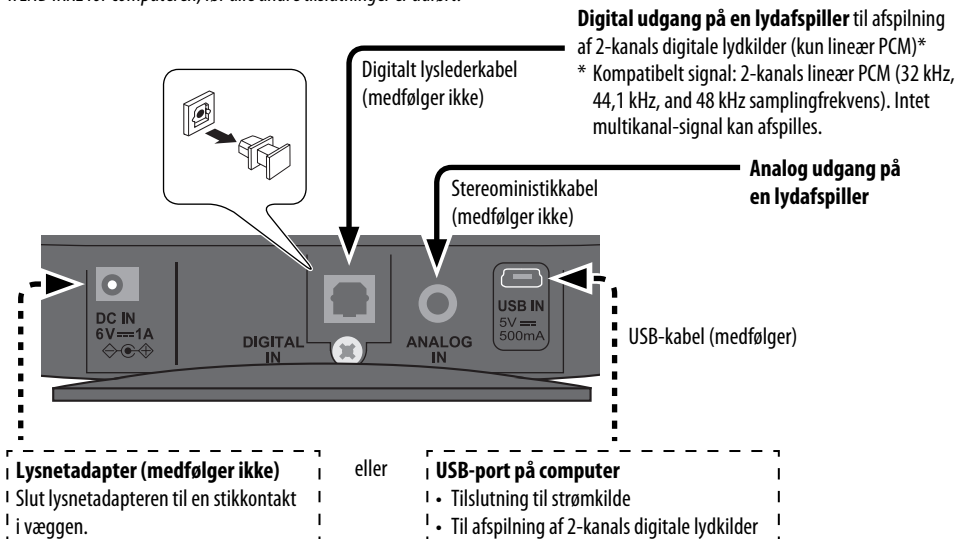 Digital udgang på en lydafspiller til afspilning
af 2-kanals digitale lydkilder (kun lineær PCM)*
* Kompatibelt signal: 2-kanals lineær PCM (32 kHz,
44,1 kHz, and 48 kHz samplingfrekvens). Intet
multikanal-signal kan afspilles.
Digitalt lyslederkabel
(medfølger ikke)
Analog udgang på
en lydafspiller
Stereoministikkabel
(medfølger ikke)
DC IN
6V 1A
DIGITAL
IN
ANALOG
IN
USB IN
5V
500mA
USB-kabel (medfølger)
Lysnetadapter (medfølger ikke)
Slut lysnetadapteren til en stikkontakt
i væggen.
eller
USB-port på computer
• Tilslutning til strømkilde
• Til afspilning af 2-kanals digitale lydkilder